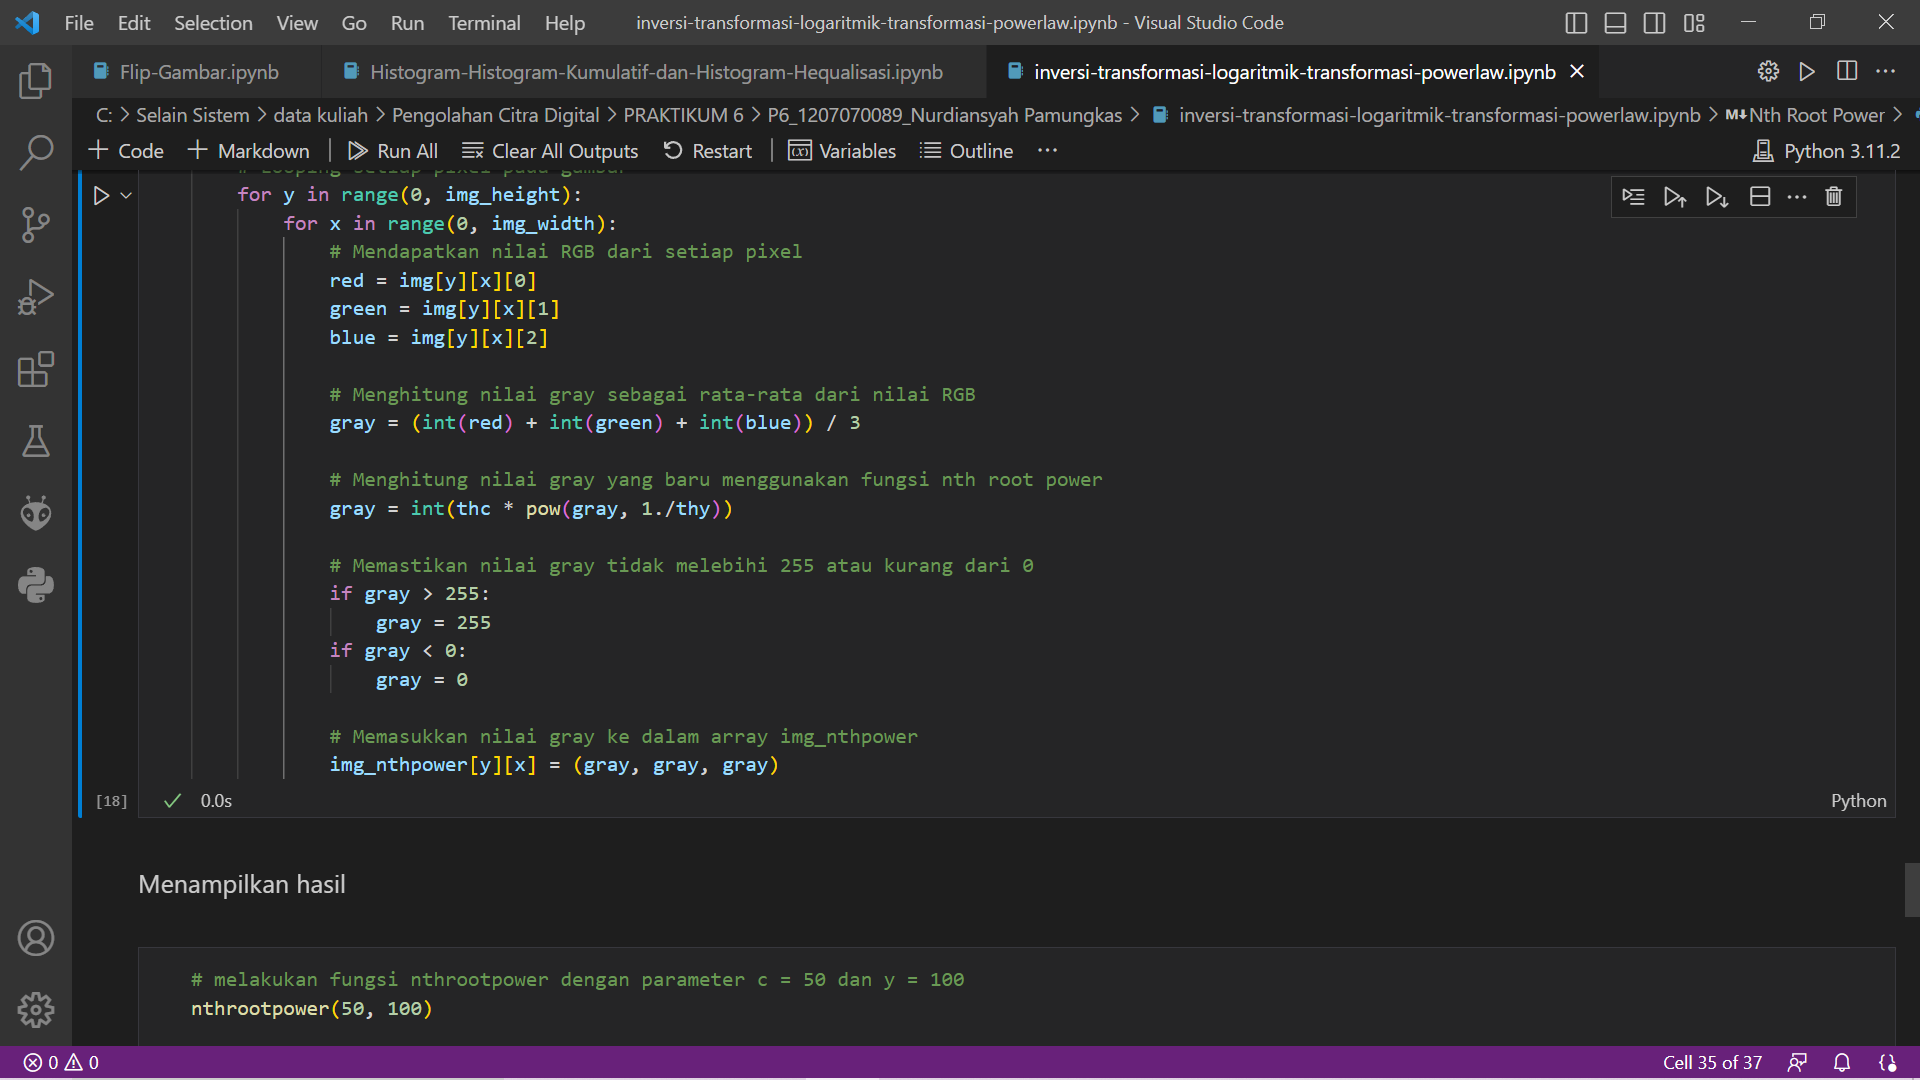 File Edit Selection View Go Run Terminal Help
inversi-transformasi-logaritmik-transformasi-powerlaw.ipynb - Visual Studio Code
Flip-Gambar.ipynb
Histogram-Histogram-Kumulatif-dan-Histogram-Hequalisasi.ipynb
inversi-transformasi-logaritmik-transformasi-powerlaw.ipynb
C: > Selain Sistem > data kuliah > Pengolahan Citra Digital > PRAKTIKUM 6 > P6_1207070089_Nurdiansyah Pamungkas > inversi-transformasi-logaritmik-transformasi-powerlaw.ipynb > M↓Nth Root Power >
+ Code + Markdown | Run All Clear All Outputs Restart | Variables Outline ... Python 3.11.2
# Looping setiap pixel pada gambar
for y in range(0, img_height):
for x in range(0, img_width):
# Mendapatkan nilai RGB dari setiap pixel
red = img[y][x][0]
green = img[y][x][1]
blue = img[y][x][2]
# Menghitung nilai gray sebagai rata-rata dari nilai RGB
gray = (int(red) + int(green) + int(blue)) / 3
# Menghitung nilai gray yang baru menggunakan fungsi nth root power
gray = int(thc * pow(gray, 1./thy))
# Memastikan nilai gray tidak melebihi 255 atau kurang dari 0
if gray > 255:
gray = 255
if gray < 0:
gray = 0
# Memasukkan nilai gray ke dalam array img_nthpower
img_nthpower[y][x] = (gray, gray, gray)
[18] ✓ 0.0s Python
Menampilkan hasil
# melakukan fungsi nthrootpower dengan parameter c = 50 dan y = 100
nthrootpower(50, 100)
0 0 Cell 35 of 37